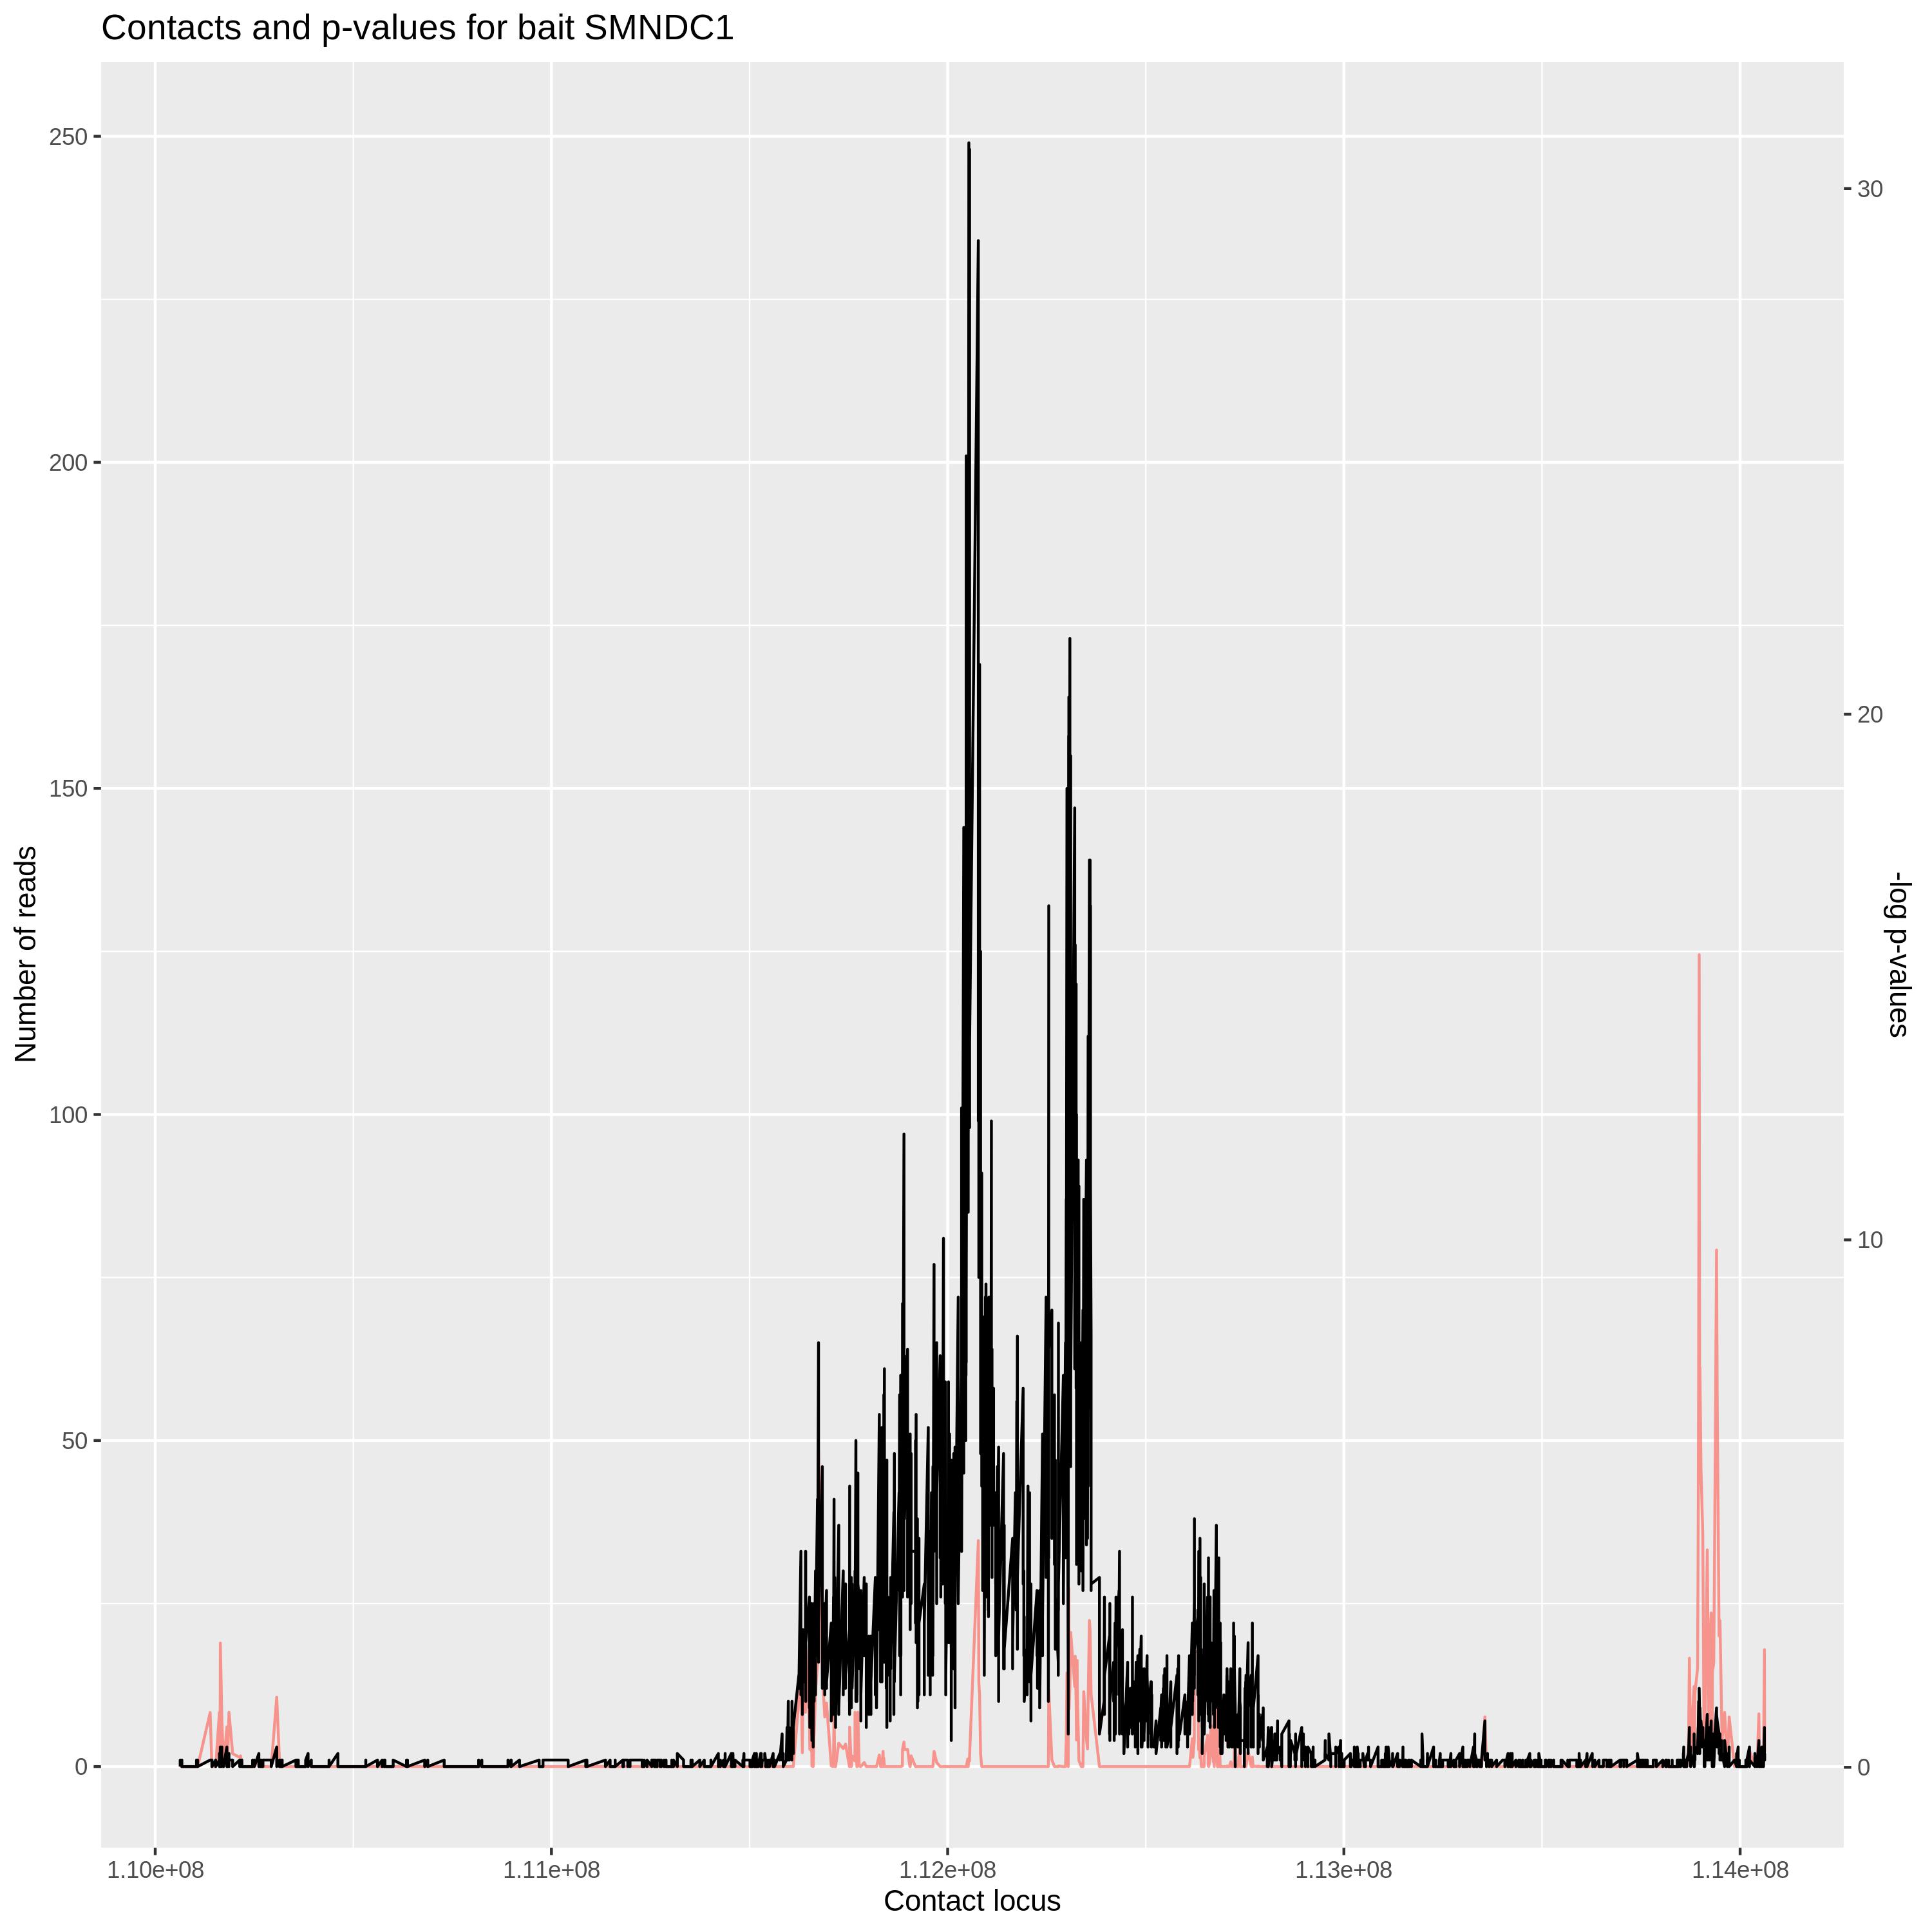 Contacts and p-values for bait SMNDC1
250
200
150
100
50
0
Number of reads
30
20
10
0
-log p-values
1.10e+08
1.11e+08
1.12e+08
1.13e+08
1.14e+08
Contact locus